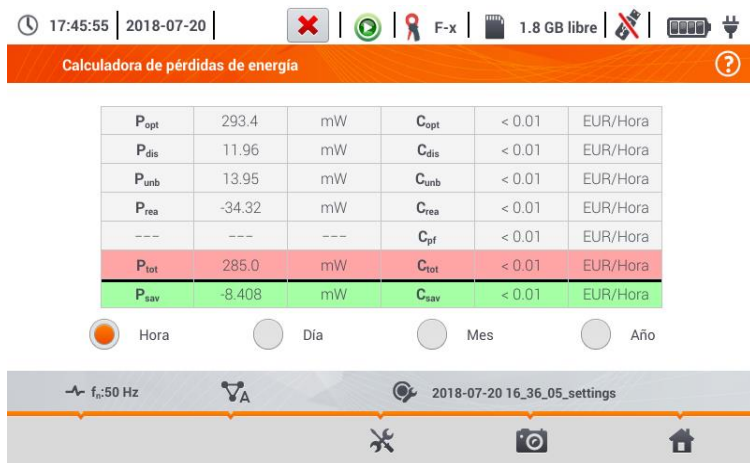 17:45:55 2018-07-20 F-x 1.8 GB libre
Calculadora de pérdidas de energía ?
Popt 293.4 mW Copt < 0.01 EUR/Hora
Pdis 11.96 mW Cdis < 0.01 EUR/Hora
Punb 13.95 mW Cunb < 0.01 EUR/Hora
Prea -34.32 mW Crea < 0.01 EUR/Hora
--- --- --- Cpf < 0.01 EUR/Hora
Ptot 285.0 mW Ctot < 0.01 EUR/Hora
Psav -8.408 mW Csav < 0.01 EUR/Hora
Hora Día Mes Año
fn:50 Hz A 2018-07-20 16_36_05_settings